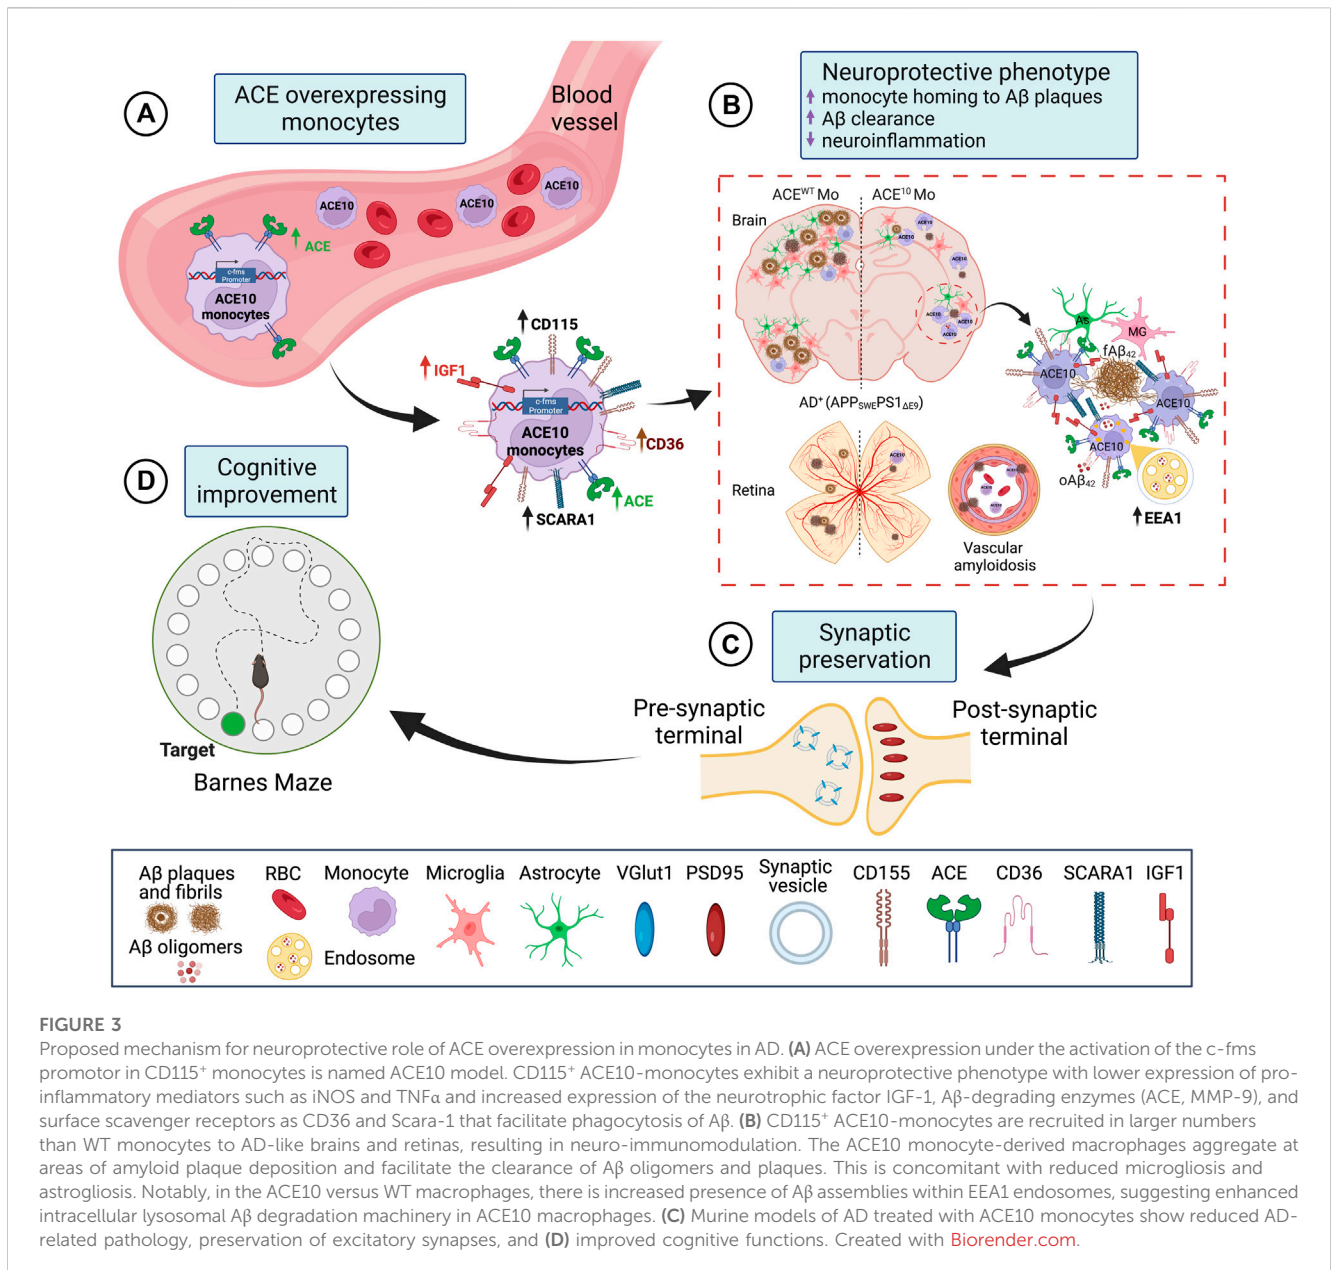 A
ACE overexpressing
monocytes
Blood
vessel
ACE10
ACE10
ACE10
ACE
c-fms
Promoter
ACE10
monocytes
CD115
IGF1
c-fms
Promoter
ACE10
monocytes
CD36
ACE
SCARA1
B
Neuroprotective phenotype
monocyte homing to Aβ plaques
Aβ clearance
neuroinflammation
ACEWT Mo
ACE10 Mo
Brain
ACE10
ACE10
ACE10
ACE10
ACE10
ACE10
AD+ (APPSWEPS1ΔE9)
Retina
ACE10
ACE10
ACE10
ACE10
Vascular
amyloidosis
As
MG
fAβ42
ACE10
ACE10
ACE10
oAβ42
EEA1
C
Synaptic
preservation
Pre-synaptic
terminal
Post-synaptic
terminal
D
Cognitive
improvement
Target
Barnes Maze
Aβ plaques
and fibrils
Aβ oligomers
RBC
Monocyte
Endosome
Microglia
Astrocyte
VGlut1
PSD95
Synaptic
vesicle
CD155
ACE
CD36
SCARA1
IGF1
FIGURE 3
Proposed mechanism for neuroprotective role of ACE overexpression in monocytes in AD. (A) ACE overexpression under the activation of the c-fms
promotor in CD115+ monocytes is named ACE10 model. CD115+ ACE10-monocytes exhibit a neuroprotective phenotype with lower expression of pro-
inflammatory mediators such as iNOS and TNFα and increased expression of the neurotrophic factor IGF-1, Aβ-degrading enzymes (ACE, MMP-9), and
surface scavenger receptors as CD36 and Scara-1 that facilitate phagocytosis of Aβ. (B) CD115+ ACE10-monocytes are recruited in larger numbers
than WT monocytes to AD-like brains and retinas, resulting in neuro-immunomodulation. The ACE10 monocyte-derived macrophages aggregate at
areas of amyloid plaque deposition and facilitate the clearance of Aβ oligomers and plaques. This is concomitant with reduced microgliosis and
astrogliosis. Notably, in the ACE10 versus WT macrophages, there is increased presence of Aβ assemblies within EEA1 endosomes, suggesting enhanced
intracellular lysosomal Aβ degradation machinery in ACE10 macrophages. (C) Murine models of AD treated with ACE10 monocytes show reduced AD-
related pathology, preservation of excitatory synapses, and (D) improved cognitive functions. Created with Biorender.com.